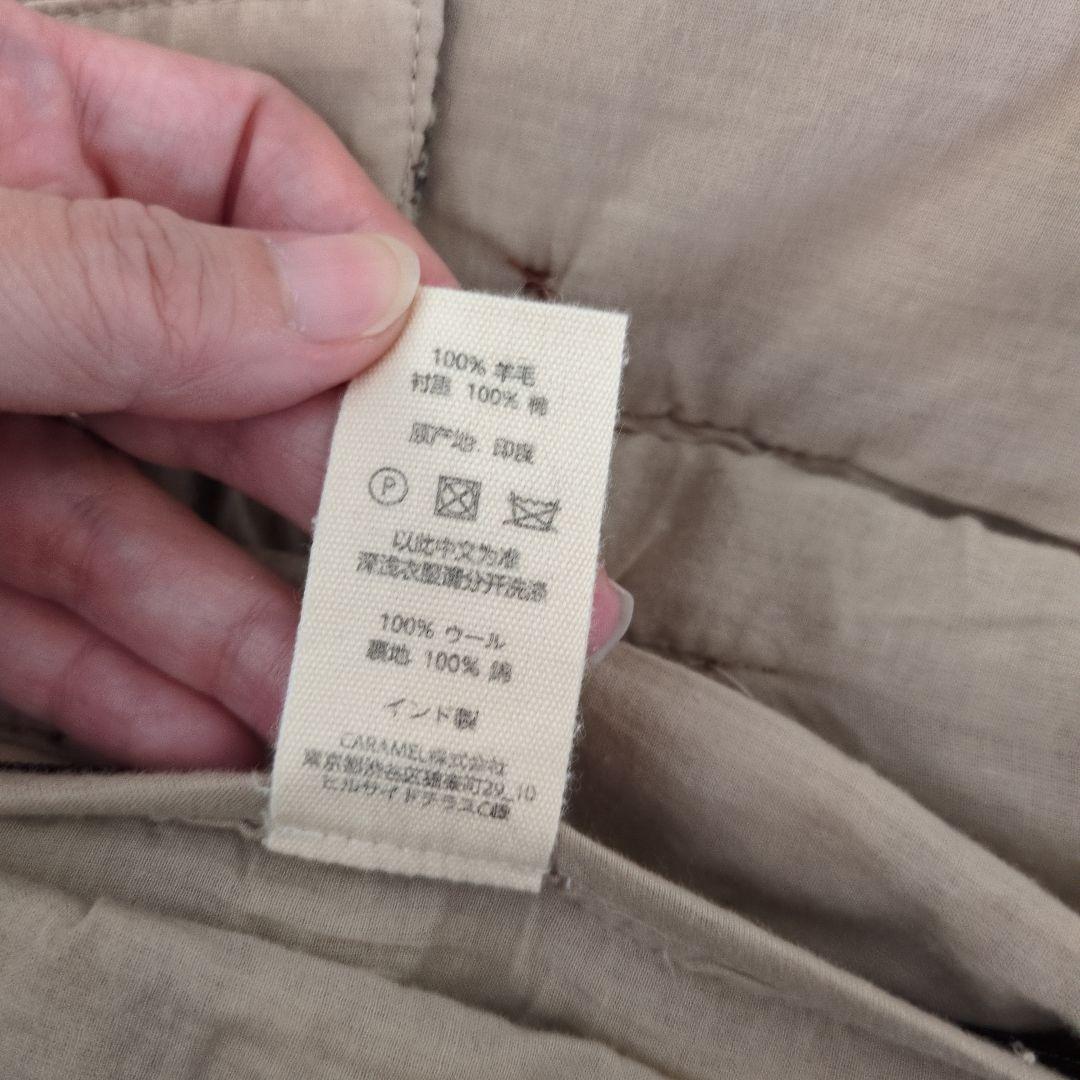 100% 羊毛
衬里 100% 棉
原产地. 印度
P
以此中文为准
深浅衣服请分开洗涤
100% ウール
裏地 100% 綿
インド製
CARAMEL株式会社
東京都渋谷区猿楽町29_10
ヒルサイドテラスC棟